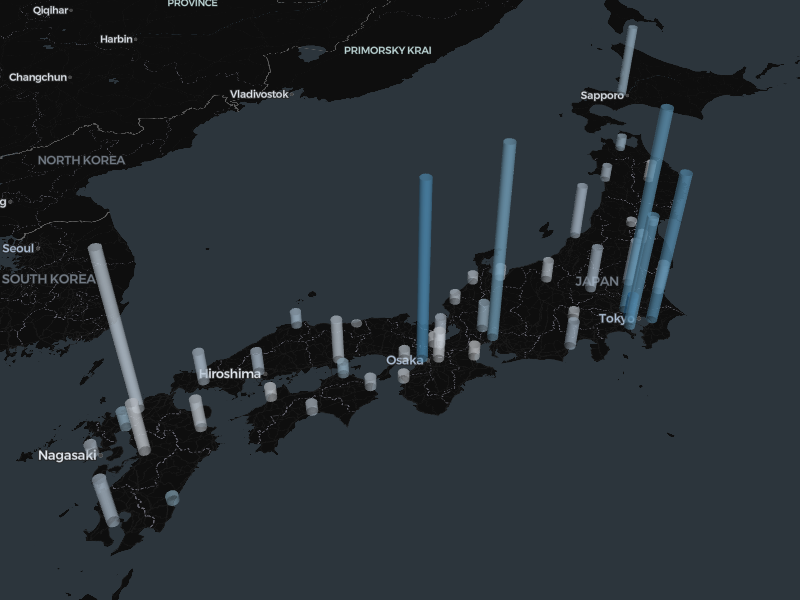 PROVINCE
Qiqihar
Harbin
PRIMORSKY KRAI
Changchun
Vladivostok
Sapporo
NORTH KOREA
g
Seoul
SOUTH KOREA
JAPAN
Tokyo
Osaka
Hiroshima
Nagasaki